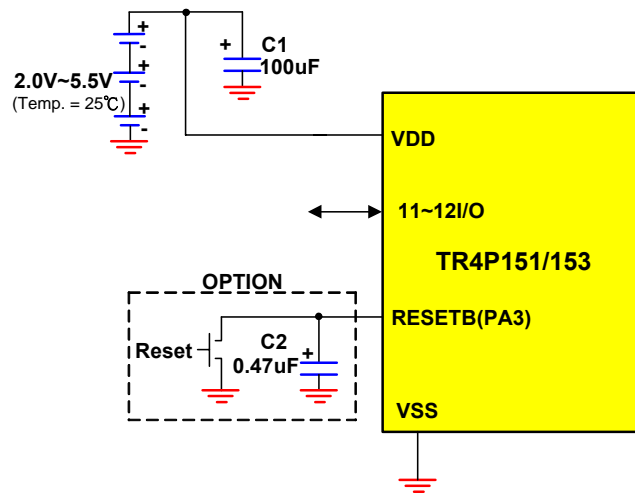 +
-
+
-
+
-
2.0V~5.5V
(Temp. = 25℃)
+
C1
100uF
VDD
11~12I/O
TR4P151/153
OPTION
Reset
+
C2
0.47uF
RESETB(PA3)
VSS